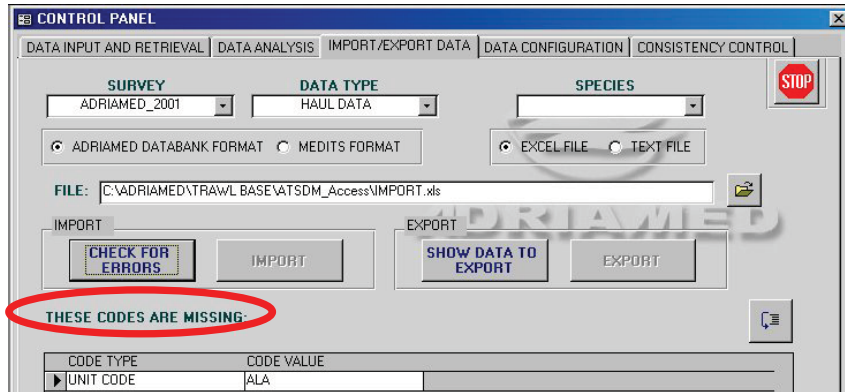 CONTROL PANEL
DATA INPUT AND RETRIEVAL DATA ANALYSIS IMPORT/EXPORT DATA DATA CONFIGURATION CONSISTENCY CONTROL
SURVEY DATA TYPE SPECIES STOP
ADRIAMED_2001 HAUL DATA
ADRIAMED DATABANK FORMAT MEDITS FORMAT EXCEL FILE TEXT FILE
FILE: C:\ADRIAMED\TRAWL BASE\ATSDM_Access\IMPORT.xls
ADRIAMED
IMPORT EXPORT
CHECK FOR ERRORS IMPORT SHOW DATA TO EXPORT EXPORT
THESE CODES ARE MISSING:
CODE TYPE CODE VALUE
UNIT CODE ALA